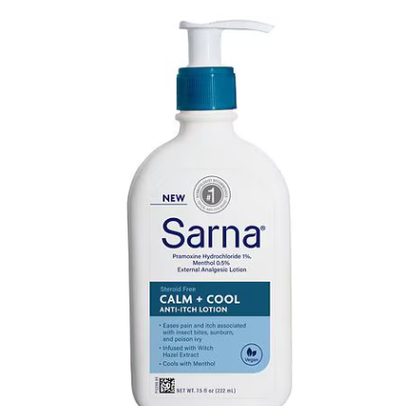 NEW
#1
Sarna®
Pramoxine Hydrochloride 1%,
Menthol 0.5%
External Analgesic Lotion
Steroid Free
CALM + COOL
ANTI-ITCH LOTION
• Eases pain and itch associated
with insect bites, sunburn,
and poison ivy
• Infused with Witch
Hazel Extract
• Cools with Menthol
Vegan
NET WT. 7.5 fl oz (222 mL)